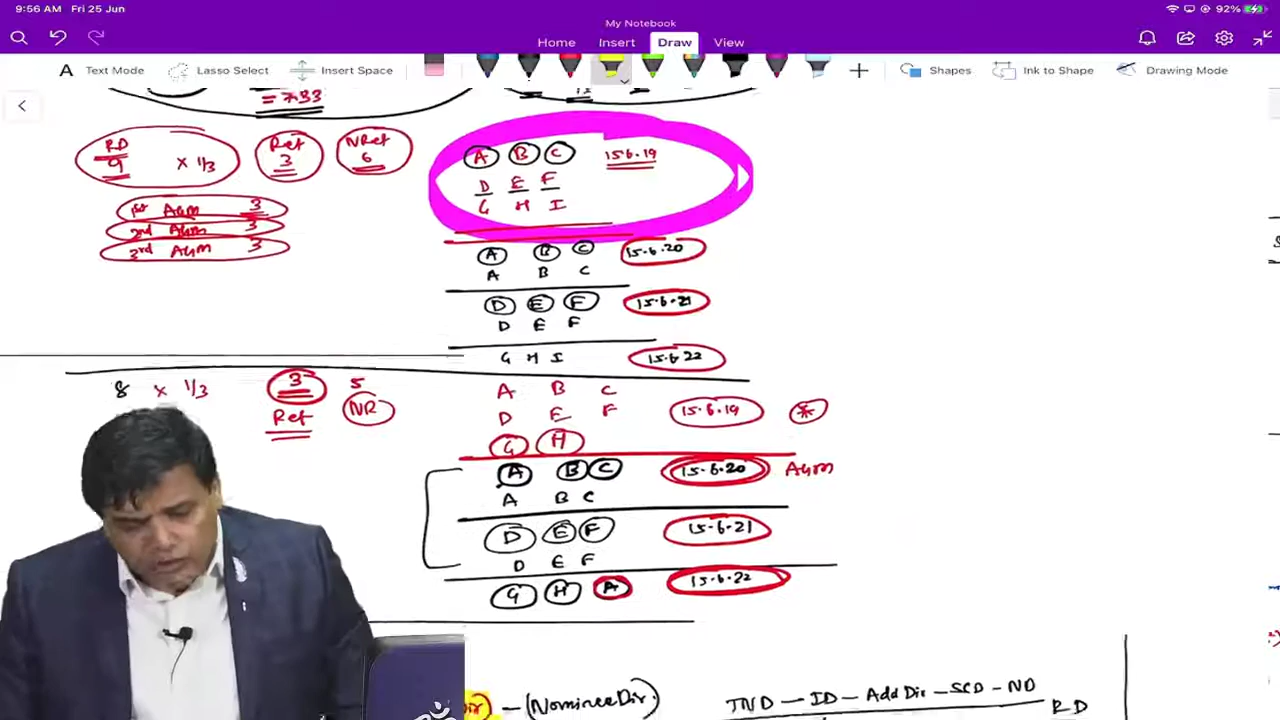 9:56 AM Fri 25 Jun
92%
My Notebook
Home Insert Draw View
A Text Mode Lasso Select Insert Space Shapes Ink to Shape Drawing Mode
= 7.33
RD
9 × 1/3
Ret
3
NRet
6
A B C 15.6.19
D E F
G H I
1st Agm 3
2nd Agm 3
3rd Agm 3
A B C 15.6.20
A B C
D E F 15.6.21
D E F
G H I 15.6.22
8 × 1/3 3 5
Ret NR
A B C
D E F 15.6.19 *
G H
A B C 15.6.20 Agm
A B C
D E F 15.6.21
D E F
G H A 15.6.22
Dir - (Nominee Dir.)
TND - ID - Add Dir - SCD - ND
RD